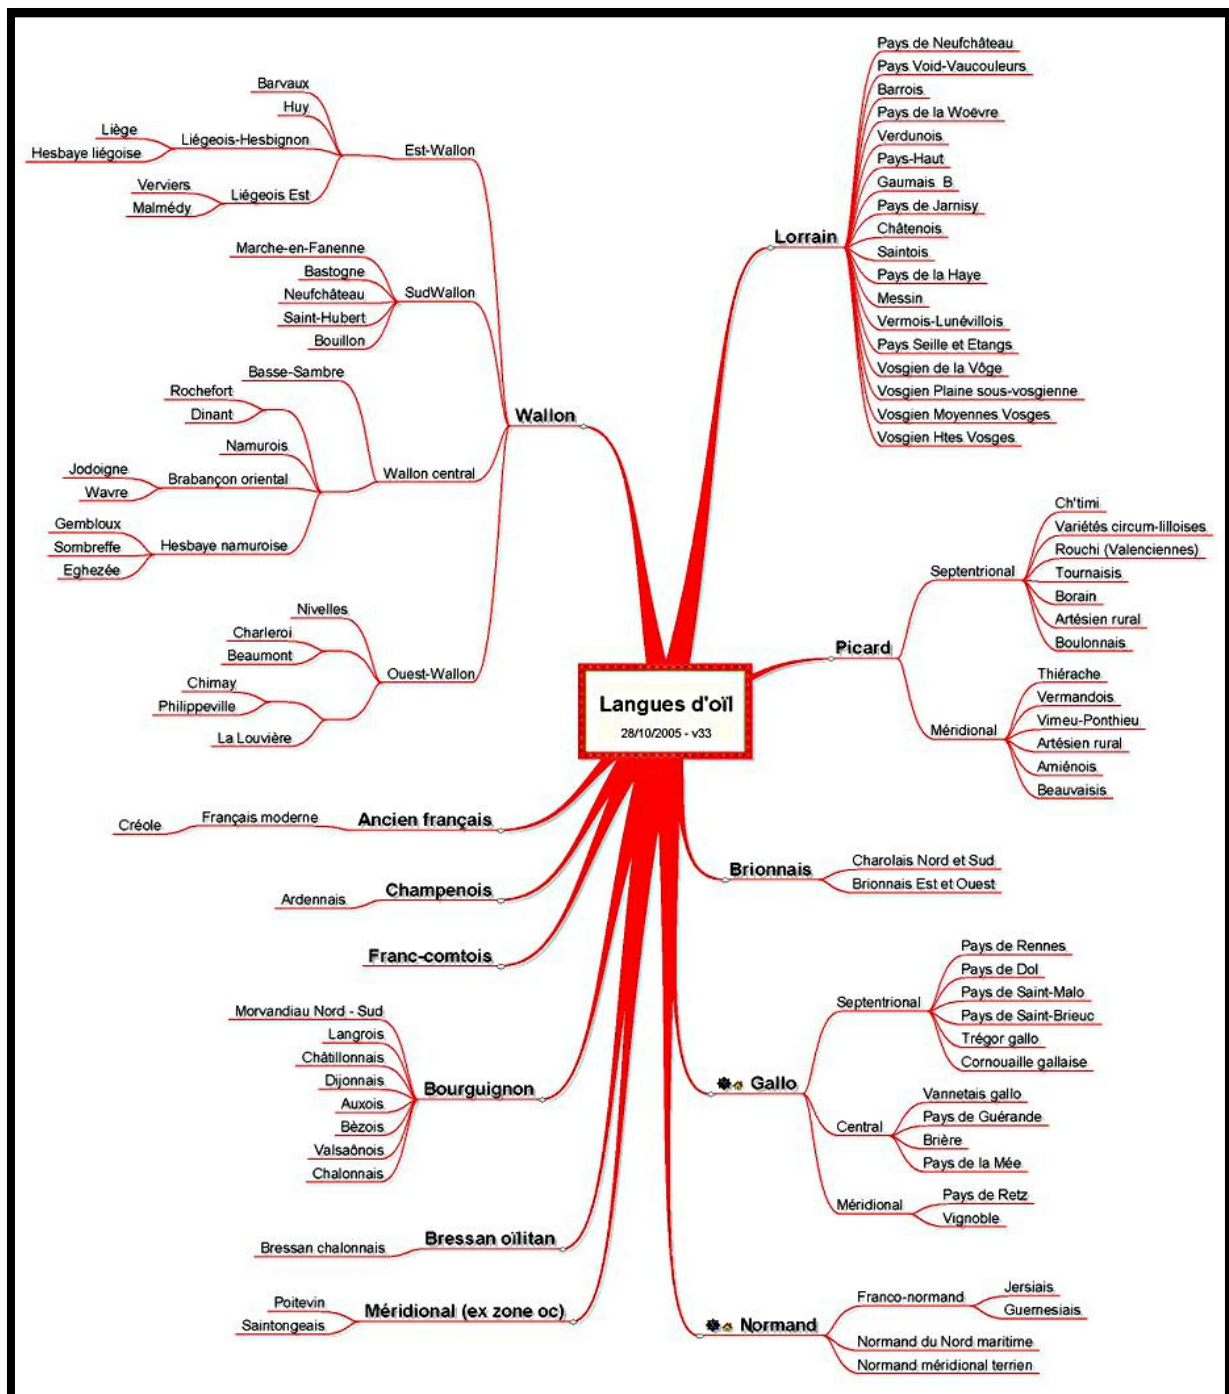 Langues d'oïl
28/10/2005 - v33
Wallon
Est-Wallon
Barvaux
Huy
Liégeois-Hesbignon
Liège
Hesbaye liégoise
Liégeois Est
Verviers
Malmédy
SudWallon
Marche-en-Fanenne
Bastogne
Neufchâteau
Saint-Hubert
Bouillon
Wallon central
Basse-Sambre
Rochefort
Dinant
Namurois
Brabançon oriental
Jodoigne
Wavre
Hesbaye namuroise
Gembloux
Sombreffe
Eghezée
Ouest-Wallon
Nivelles
Charleroi
Beaumont
Chimay
Philippeville
La Louvière
Ancien français
Français moderne
Créole
Champenois
Ardennais
Franc-comtois
Bourguignon
Morvandiau Nord - Sud
Langrois
Châtillonnais
Dijonnais
Auxois
Bèzois
Valsaônois
Chalonnais
Bressan oïlitan
Bressan chalonnais
Méridional (ex zone oc)
Poitevin
Saintongeais
Lorrain
Pays de Neufchâteau
Pays Void-Vaucouleurs
Barrois
Pays de la Woëvre
Verdunois
Pays-Haut
Gaumais B
Pays de Jarnisy
Châtenois
Saintois
Pays de la Haye
Messin
Vermois-Lunévillois
Pays Seille et Etangs
Vosgien de la Vôge
Vosgien Plaine sous-vosgienne
Vosgien Moyennes Vosges
Vosgien Htes Vosges
Picard
Septentrional
Ch'timi
Variétés circum-lilloises
Rouchi (Valenciennes)
Tournaisis
Borain
Artésien rural
Boulonnais
Méridional
Thiérache
Vermandois
Vimeu-Ponthieu
Artésien rural
Amiénois
Beauvaisis
Brionnais
Charolais Nord et Sud
Brionnais Est et Ouest
Gallo
Septentrional
Pays de Rennes
Pays de Dol
Pays de Saint-Malo
Pays de Saint-Brieuc
Trégor gallo
Cornouaille gallaise
Central
Vannetais gallo
Pays de Guérande
Brière
Pays de la Mée
Méridional
Pays de Retz
Vignoble
Normand
Franco-normand
Jersiais
Guernesiais
Normand du Nord maritime
Normand méridional terrien